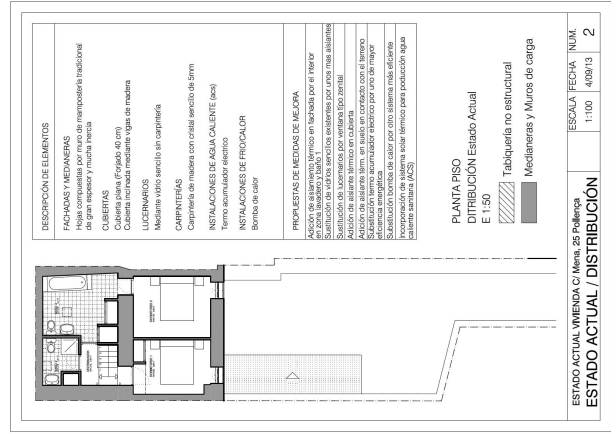 DESCRIPCIÓN DE ELEMENTOS
FACHADAS Y MEDIANERAS
Hojas compuestas por muro de mampostería tradicional
de gran espesor y mucha inercia
CUBIERTAS
Cubierta plana (Forjado 40 cm)
Cubierta inclinada mediante vigas de madera
LUCERNARIOS
Mediante vidrio sencillo sin carpintería
CARPINTERÍAS
Carpintería de madera con cristal sencillo de 5mm
INSTALACIONES DE AGUA CALIENTE (acs)
Termo acumulador electrico
INSTALACIONES DE FRIO/CALOR
Bomba de calor
PROPUESTAS DE MEDIDAS DE MEJORA
Adición de aislamiento térmico en fachada por el interior
en zona lavadero y baño 1
Sustitución de vidrios sencillos existentes por unos mas aislantes
Sustitución de lucernarios por ventana tipo zenital
Adición de aislante térmico en cubierta
Adición de aislante térm. en suelo en contacto con el terreno
Substitución termo acumulador eléctrico por uno de mayor
eficiencia energética
Substitución bomba de calor por otro sistema más eficiente
Incorporación de sistema solar térmico para poducción agua
caliente sanitaria (ACS)
PLANTA PISO
DITRIBUCIÓN Estado Actual
E 1:50
Tabiquería no estructural
Medianeras y Muros de carga
ESTADO ACTUAL VIVIENDA C/ Mena, 25 Pollença
ESTADO ACTUAL / DISTRIBUCIÓN
ESCALA FECHA NUM.
1:100 4/09/13 2